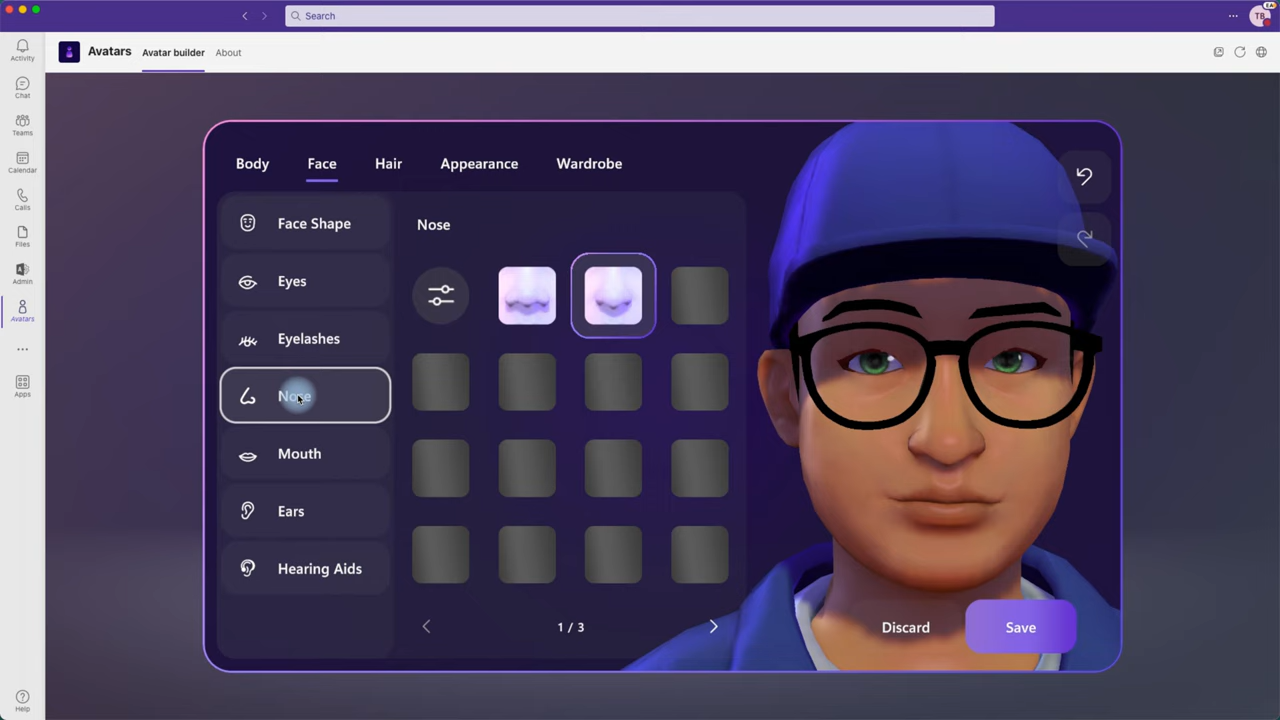 Search
TB
Activity
Chat
Teams
Calendar
Calls
Files
Admin
Avatars
Apps
Help
Avatars
Avatar builder
About
Body
Face
Hair
Appearance
Wardrobe
Face Shape
Eyes
Eyelashes
Nose
Mouth
Ears
Hearing Aids
Nose
1 / 3
Discard
Save